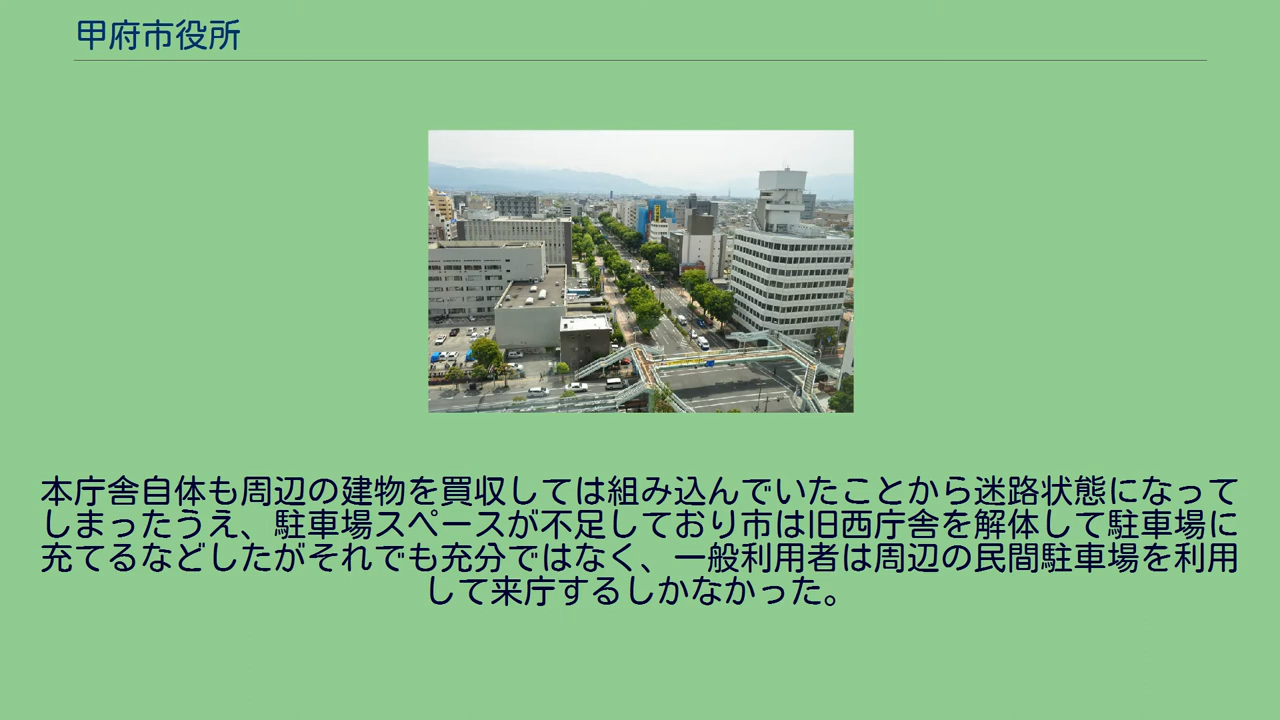 甲府市役所
本庁舎自体も周辺の建物を買収しては組み込んでいたことから迷路状態になって
しまったうえ、駐車場スペースが不足しており市は旧西庁舎を解体して駐車場に
充てるなどしたがそれでも充分ではなく、一般利用者は周辺の民間駐車場を利用
して来庁するしかなかった。